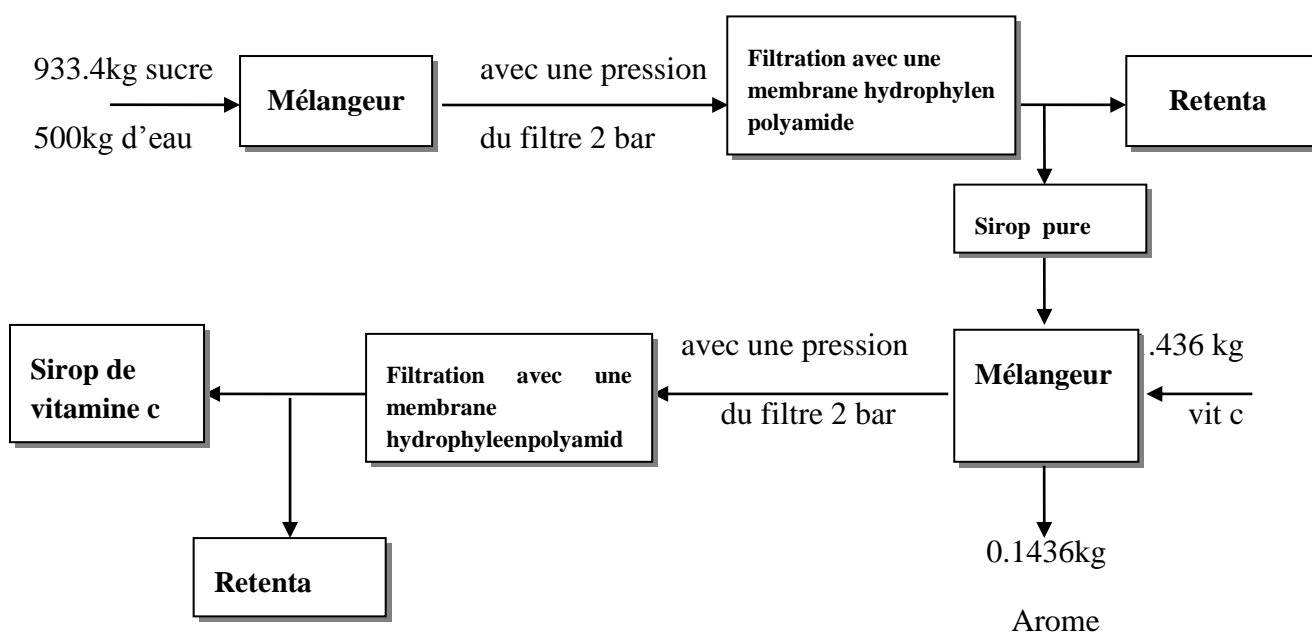 933.4kg sucre
500kg d’eau
Mélangeur
avec une pression
du filtre 2 bar
Filtration avec une
membrane hydrophylen
polyamide
Retenta
Sirop pure
Mélangeur
.436 kg
vit c
avec une pression
du filtre 2 bar
Filtration avec une
membrane
hydrophyleenpolyamid
Sirop de
vitamine c
Retenta
0.1436kg
Arome